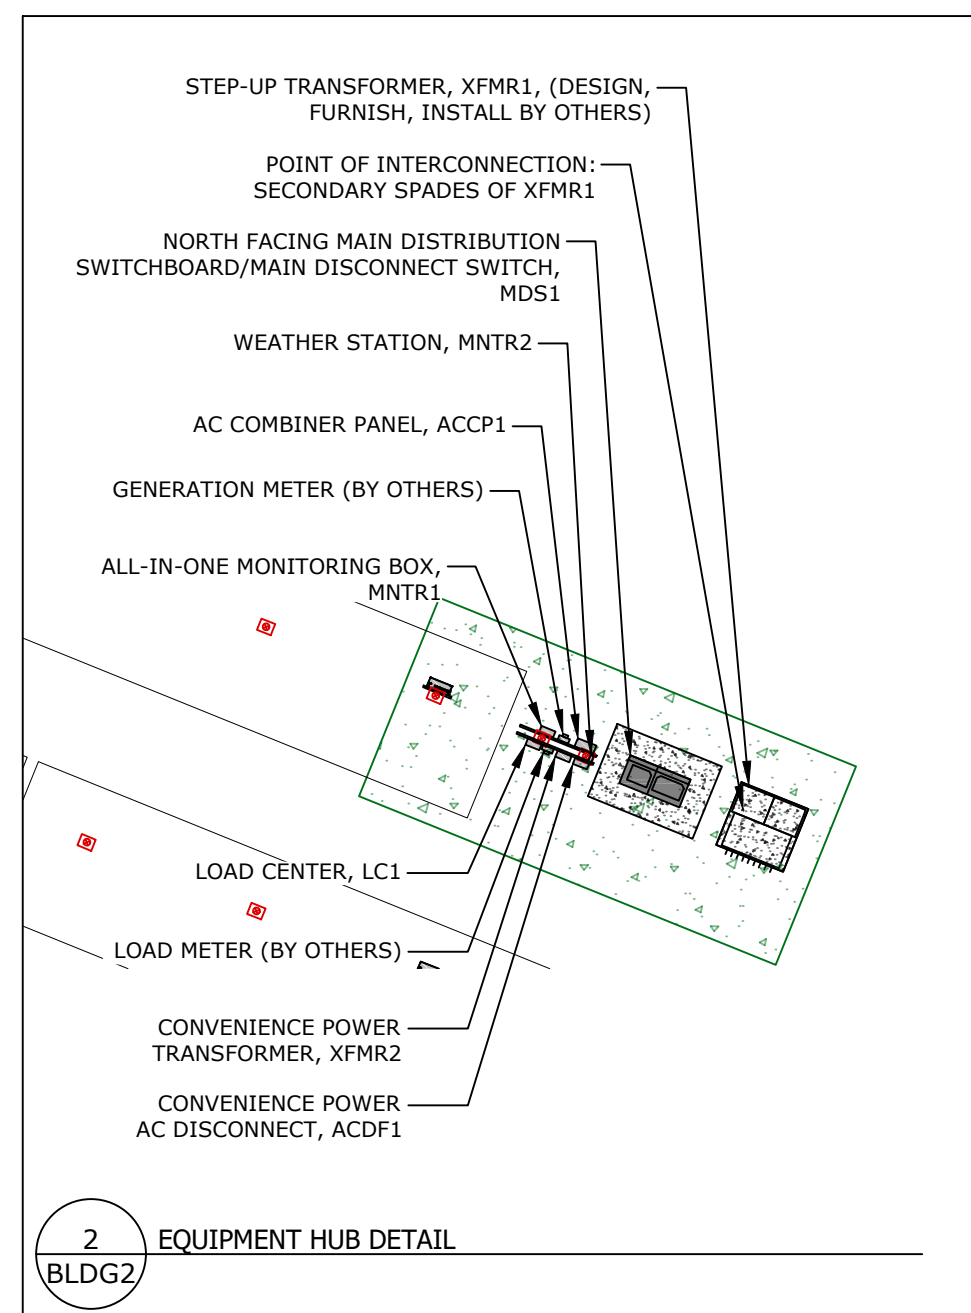 STEP-UP TRANSFORMER, XFMR1, (DESIGN,
FURNISH, INSTALL BY OTHERS)
POINT OF INTERCONNECTION:
SECONDARY SPADES OF XFMR1
NORTH FACING MAIN DISTRIBUTION
SWITCHBOARD/MAIN DISCONNECT SWITCH,
MDS1
WEATHER STATION, MNTR2
AC COMBINER PANEL, ACCP1
GENERATION METER (BY OTHERS)
ALL-IN-ONE MONITORING BOX,
MNTR1
LOAD CENTER, LC1
LOAD METER (BY OTHERS)
CONVENIENCE POWER
TRANSFORMER, XFMR2
CONVENIENCE POWER
AC DISCONNECT, ACDF1
2
EQUIPMENT HUB DETAIL
BLDG2